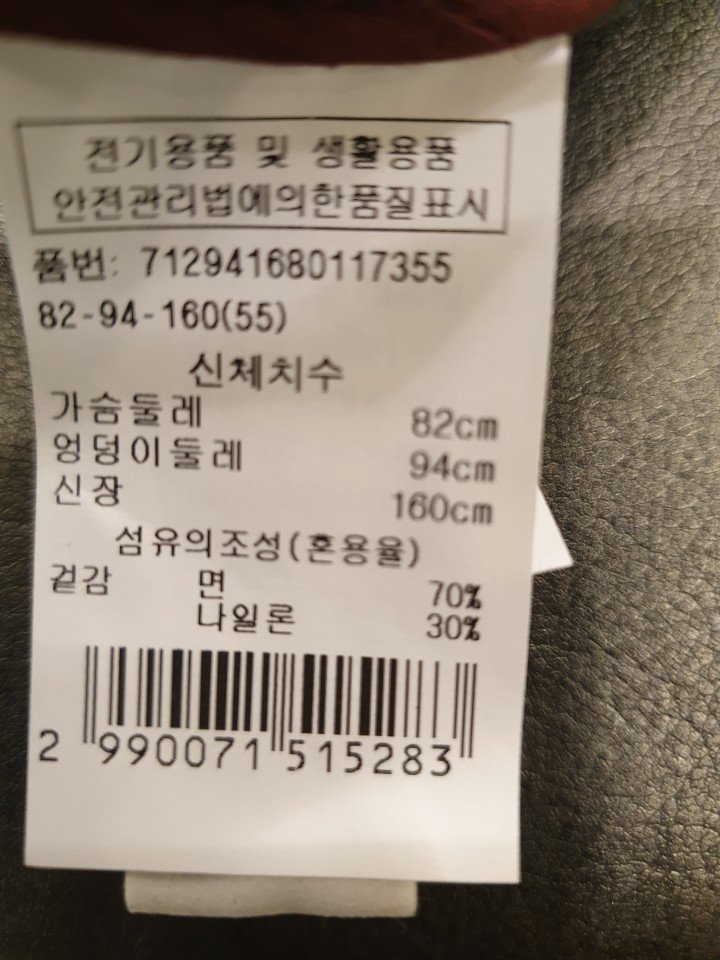 전기용품 및 생활용품
안전관리법에의한품질표시
품번: 712941680117355
82-94-160(55)
신체치수
가슴둘레 82cm
엉덩이둘레 94cm
신장 160cm
섬유의조성(혼용율)
겉감 면 70%
나일론 30%
2 990071 515283